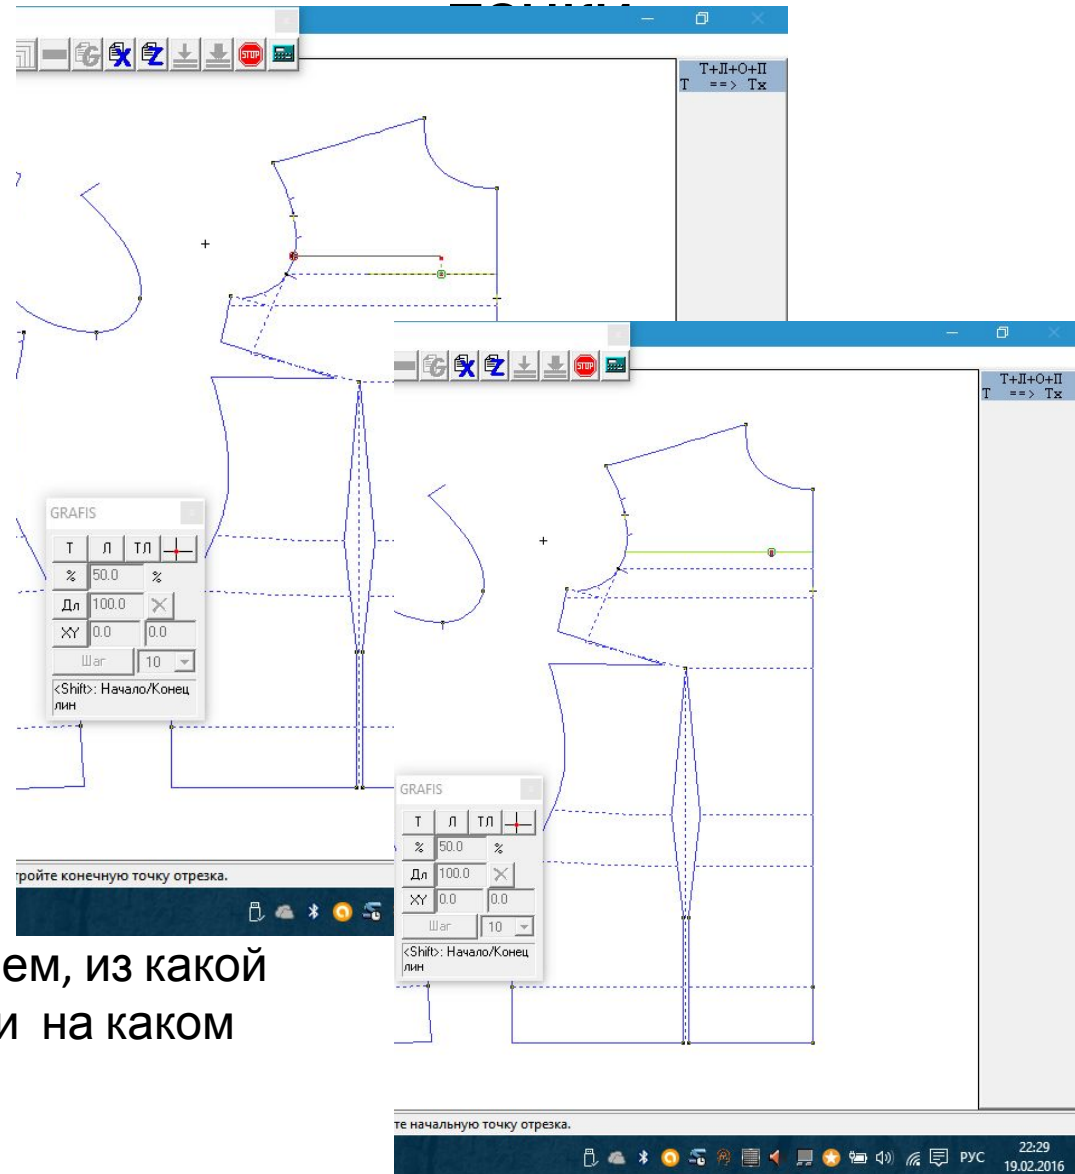 точки
STOP
Т+Л+О+П
Т ==> Тх
GRAFIS
Т Л ТЛ
% 50.0 %
Дл 100.0
XY 0.0 0.0
Шаг 10
<Shift>: Начало/Конец
лин
тройте конечную точку отрезка.
STOP
Т+Л+О+П
Т ==> Тх
GRAFIS
Т Л ТЛ
% 50.0 %
Дл 100.0
XY 0.0 0.0
Шаг 10
<Shift>: Начало/Конец
лин
те начальную точку отрезка.
РУС 22:29
19.02.2016
ем, из какой
и на каком